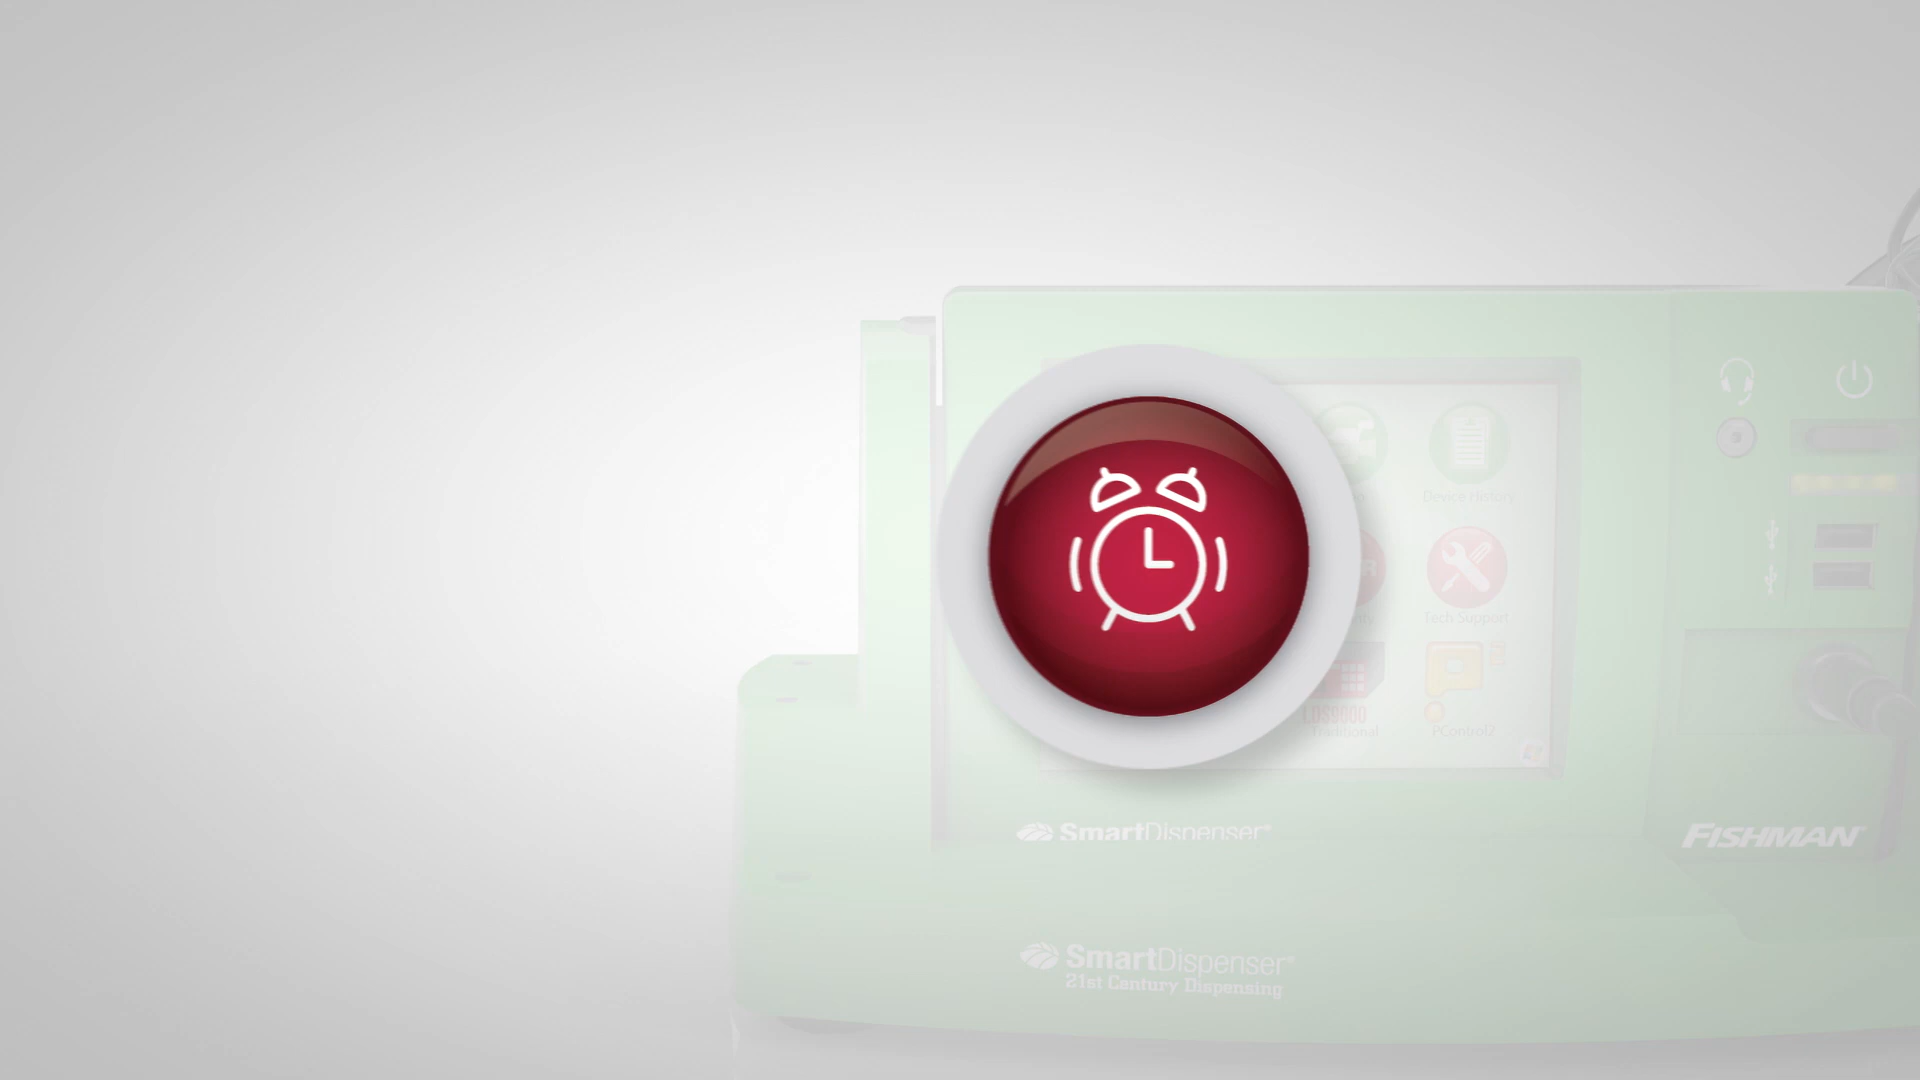 Device History
Tech Support
LDS9000
Traditional
PControl2
SmartDispenser®
FISHMAN
SmartDispenser®
21st Century Dispensing